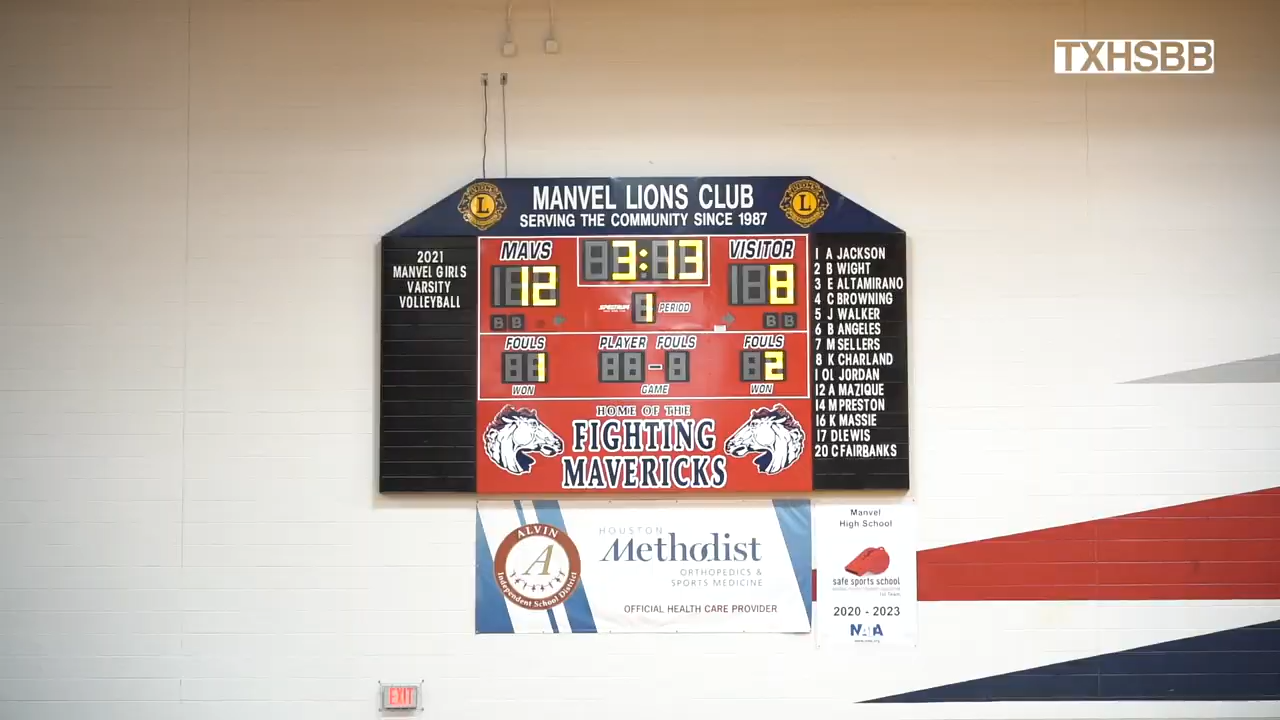 TXHSBB
MANVEL LIONS CLUB
SERVING THE COMMUNITY SINCE 1987
L
L
2021
MANVEL GIRLS
VARSITY
VOLLEYBALL
MAVS
3:13
VISITOR
12
8
SPECTRUM
1
PERIOD
B B
B B
FOULS
PLAYER FOULS
FOULS
1
2
WON
GAME
WON
HOME OF THE
FIGHTING
MAVERICKS
1 A JACKSON
2 B WIGHT
3 E ALTAMIRANO
4 C BROWNING
5 J WALKER
6 B ANGELES
7 M SELLERS
8 K CHARLAND
10 L JORDAN
12 A MAZIQUE
14 M PRESTON
16 K MASSIE
17 D LEWIS
20 C FAIRBANKS
ALVIN
A
Independent School District
HOUSTON
Methodist
ORTHOPEDICS &
SPORTS MEDICINE
OFFICIAL HEALTH CARE PROVIDER
Manvel
High School
safe sports school
1st Team
2020 - 2023
NATA
EXIT